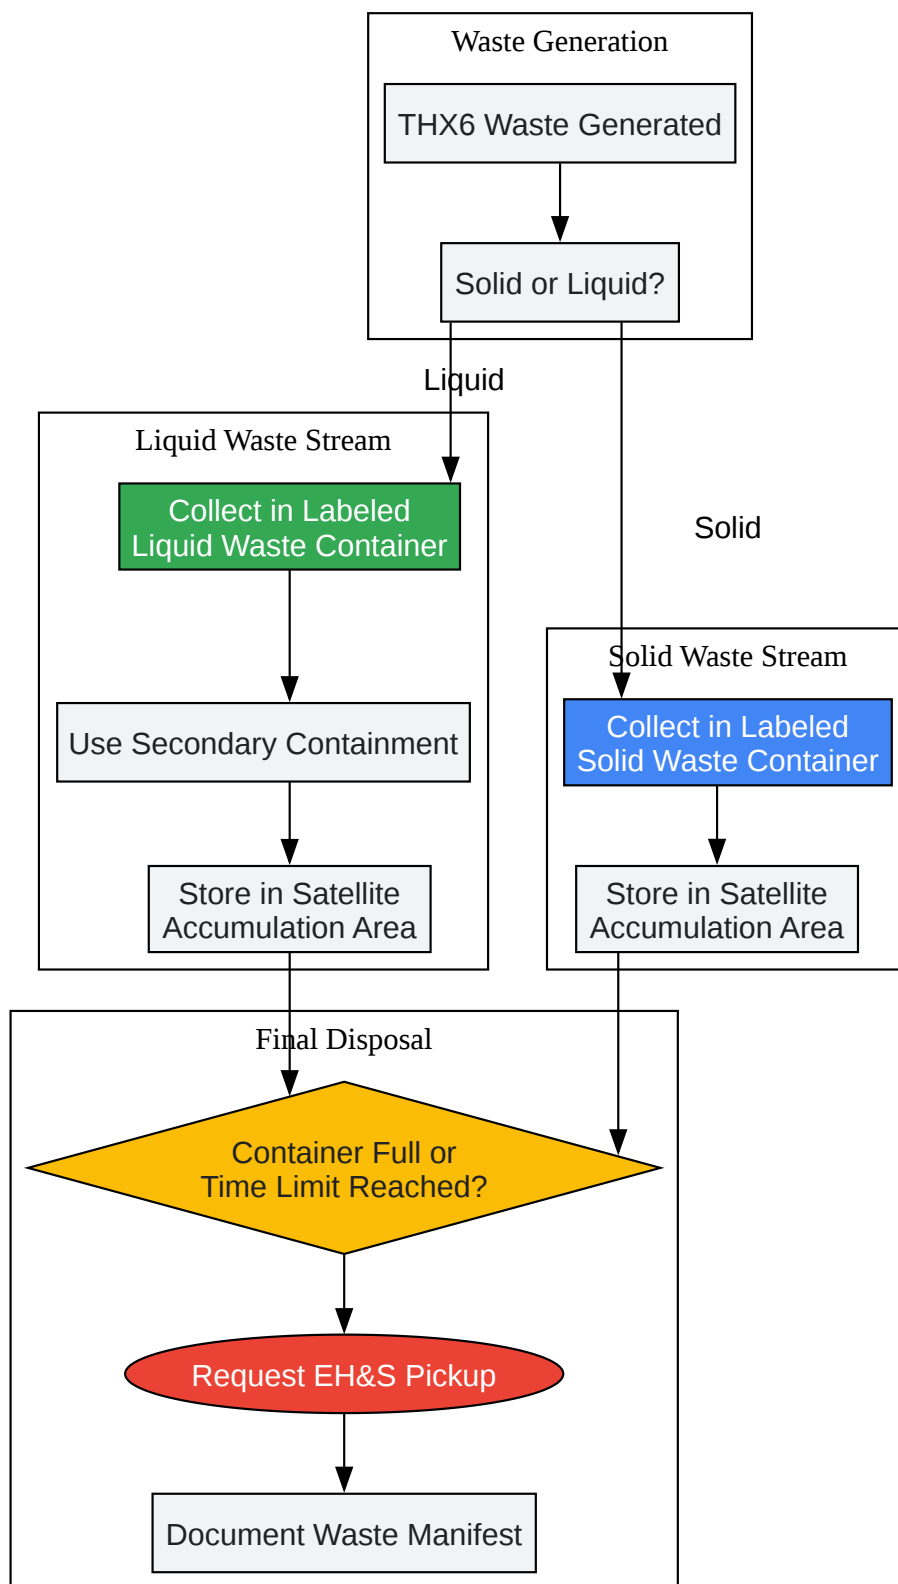 Waste Generation
THX6 Waste Generated
Solid or Liquid?
Liquid
Liquid Waste Stream
Collect in Labeled
Liquid Waste Container
Use Secondary Containment
Store in Satellite
Accumulation Area
Solid
Solid Waste Stream
Collect in Labeled
Solid Waste Container
Store in Satellite
Accumulation Area
Final Disposal
Container Full or
Time Limit Reached?
Request EH&S Pickup
Document Waste Manifest